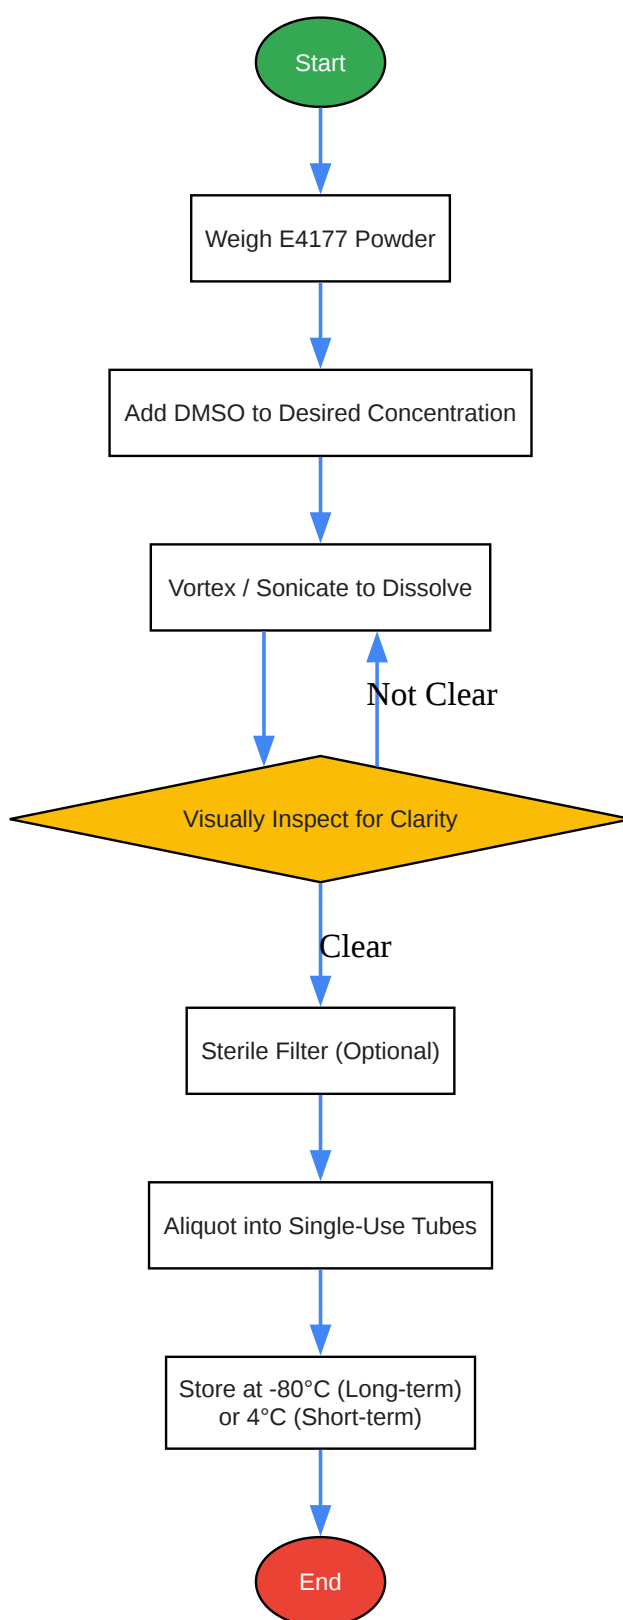 Start
Weigh E4177 Powder
Add DMSO to Desired Concentration
Vortex / Sonicate to Dissolve
Not Clear
Visually Inspect for Clarity
Clear
Sterile Filter (Optional)
Aliquot into Single-Use Tubes
Store at -80°C (Long-term)
or 4°C (Short-term)
End